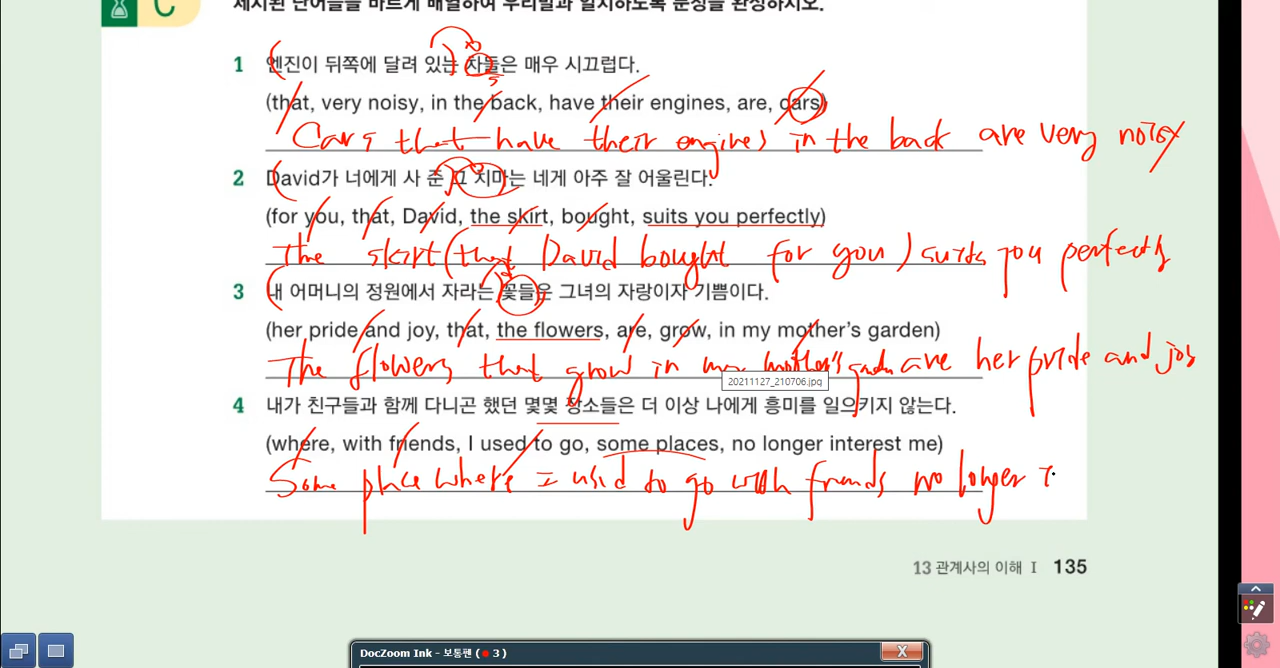 C 제시된 단어들을 바르게 배열하여 우리말과 일치하도록 문장을 완성하시오.
1 엔진이 뒤쪽에 달려 있는 차들은 매우 시끄럽다.
(that, very noisy, in the back, have their engines, are, cars)
Cars that have their engines in the back are very noisy
2 David가 너에게 사 준 그 치마는 네게 아주 잘 어울린다.
(for you, that, David, the skirt, bought, suits you perfectly)
The skirt (that David bought for you) suits you perfectly
3 내 어머니의 정원에서 자라는 꽃들은 그녀의 자랑이자 기쁨이다.
(her pride and joy, that, the flowers, are, grow, in my mother's garden)
The flowers that grow in my mother's are her pride and joy
20211127_210706.jpg
4 내가 친구들과 함께 다니곤 했던 몇몇 장소들은 더 이상 나에게 흥미를 일으키지 않는다.
(where, with friends, I used to go, some places, no longer interest me)
Some place where I used to go with friends no longer i
13 관계사의 이해 I 135
DocZoom Ink - 보통펜 ( 3 ) X